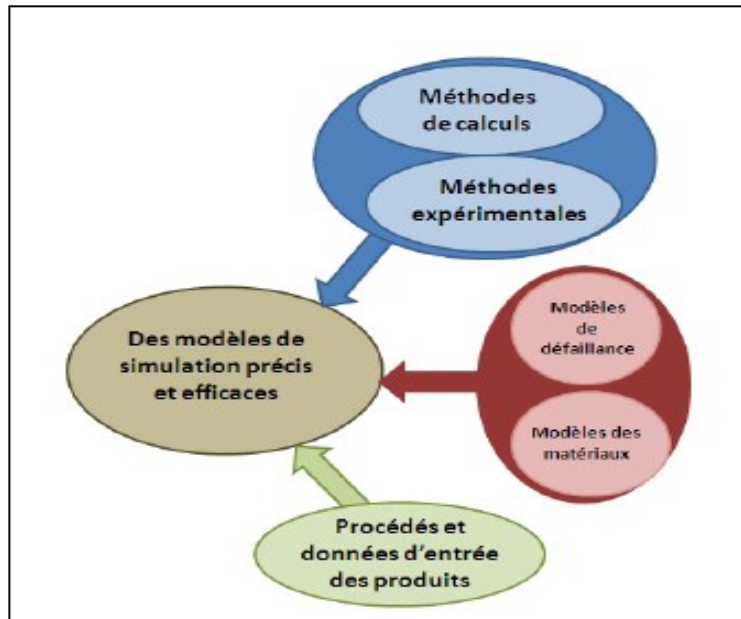 Méthodes
de calculs
Méthodes
expérimentales
Des modèles de
simulation précis
et efficaces
Modèles
de
défaillance
Modèles des
matériaux
Procédés et
données d'entrée
des produits